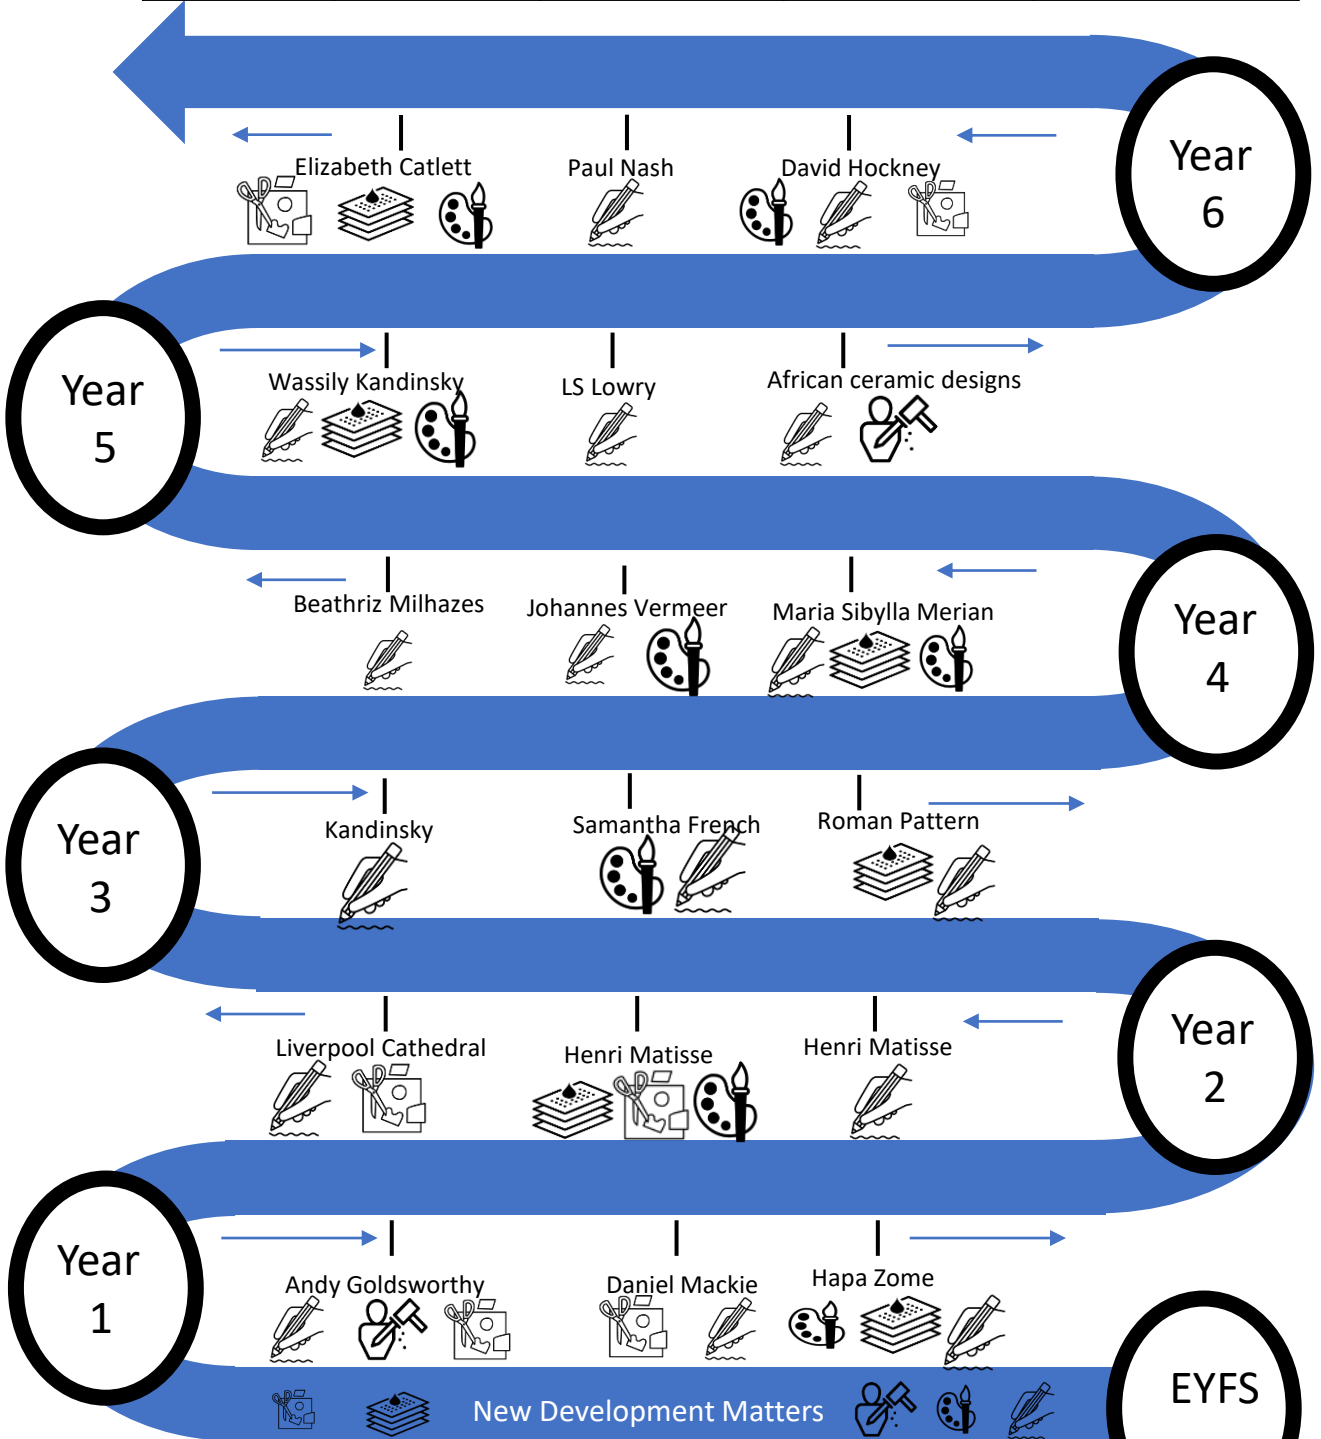 Year
6
Elizabeth Catlett
Paul Nash
David Hockney
Year
5
Wassily Kandinsky
LS Lowry
African ceramic designs
Year
4
Beathriz Milhazes
Johannes Vermeer
Maria Sibylla Merian
Year
3
Kandinsky
Samantha French
Roman Pattern
Year
2
Liverpool Cathedral
Henri Matisse
Henri Matisse
Year
1
Andy Goldsworthy
Daniel Mackie
Hapa Zome
EYFS
New Development Matters